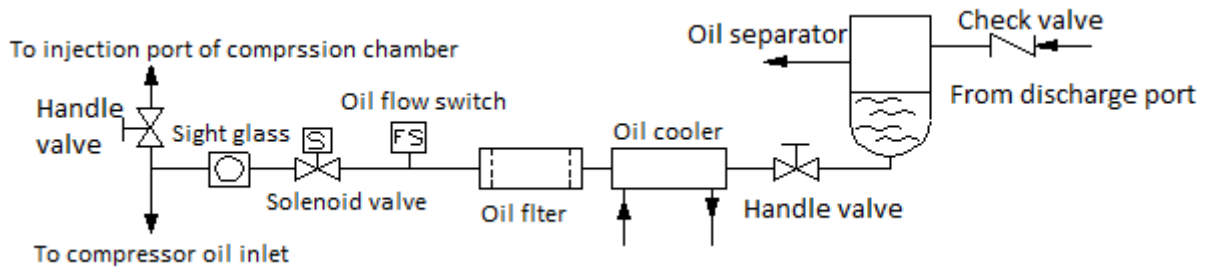 Check valve
Oil separator
To injection port of comprssion chamber
Oil flow switch
From discharge port
Handle
valve
Sight glass
S
FS
Oil cooler
Solenoid valve
Oil flter
Handle valve
To compressor oil inlet